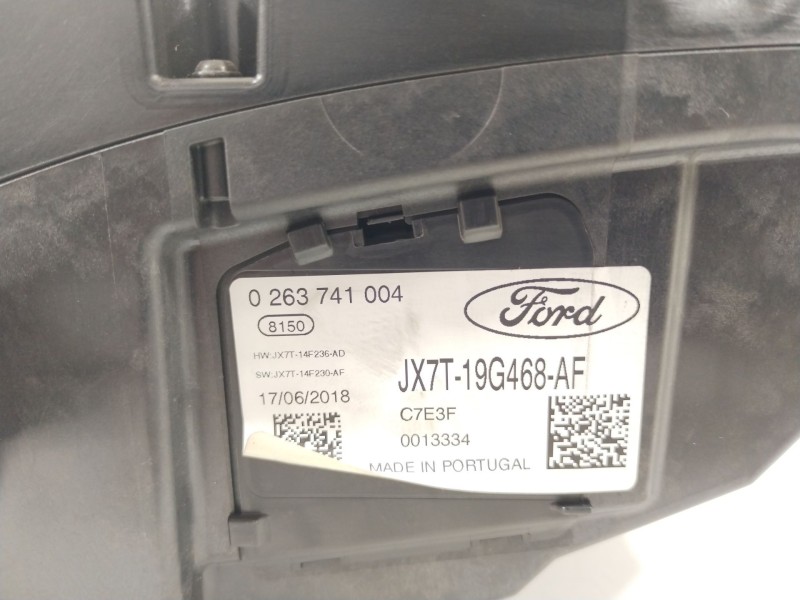 0 263 741 004
Ford
8150
HW:JX7T-14F236-AD
SW:JX7T-14F230-AF
JX7T-19G468-AF
17/06/2018
C7E3F
0013334
MADE IN PORTUGAL